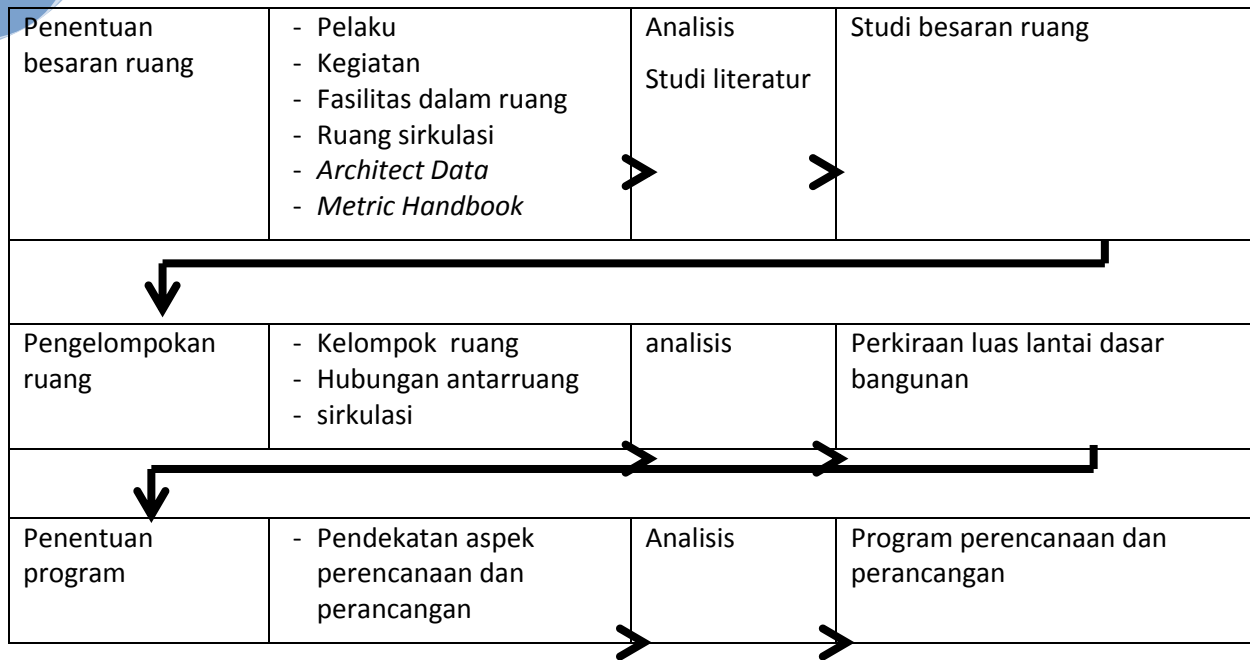 Penentuan
besaran ruang
- Pelaku
- Kegiatan
- Fasilitas dalam ruang
- Ruang sirkulasi
- Architect Data
- Metric Handbook
Analisis
Studi literatur
Studi besaran ruang
Pengelompokan
ruang
- Kelompok ruang
- Hubungan antarruang
- sirkulasi
analisis
Perkiraan luas lantai dasar
bangunan
Penentuan
program
- Pendekatan aspek
perencanaan dan
perancangan
Analisis
Program perencanaan dan
perancangan